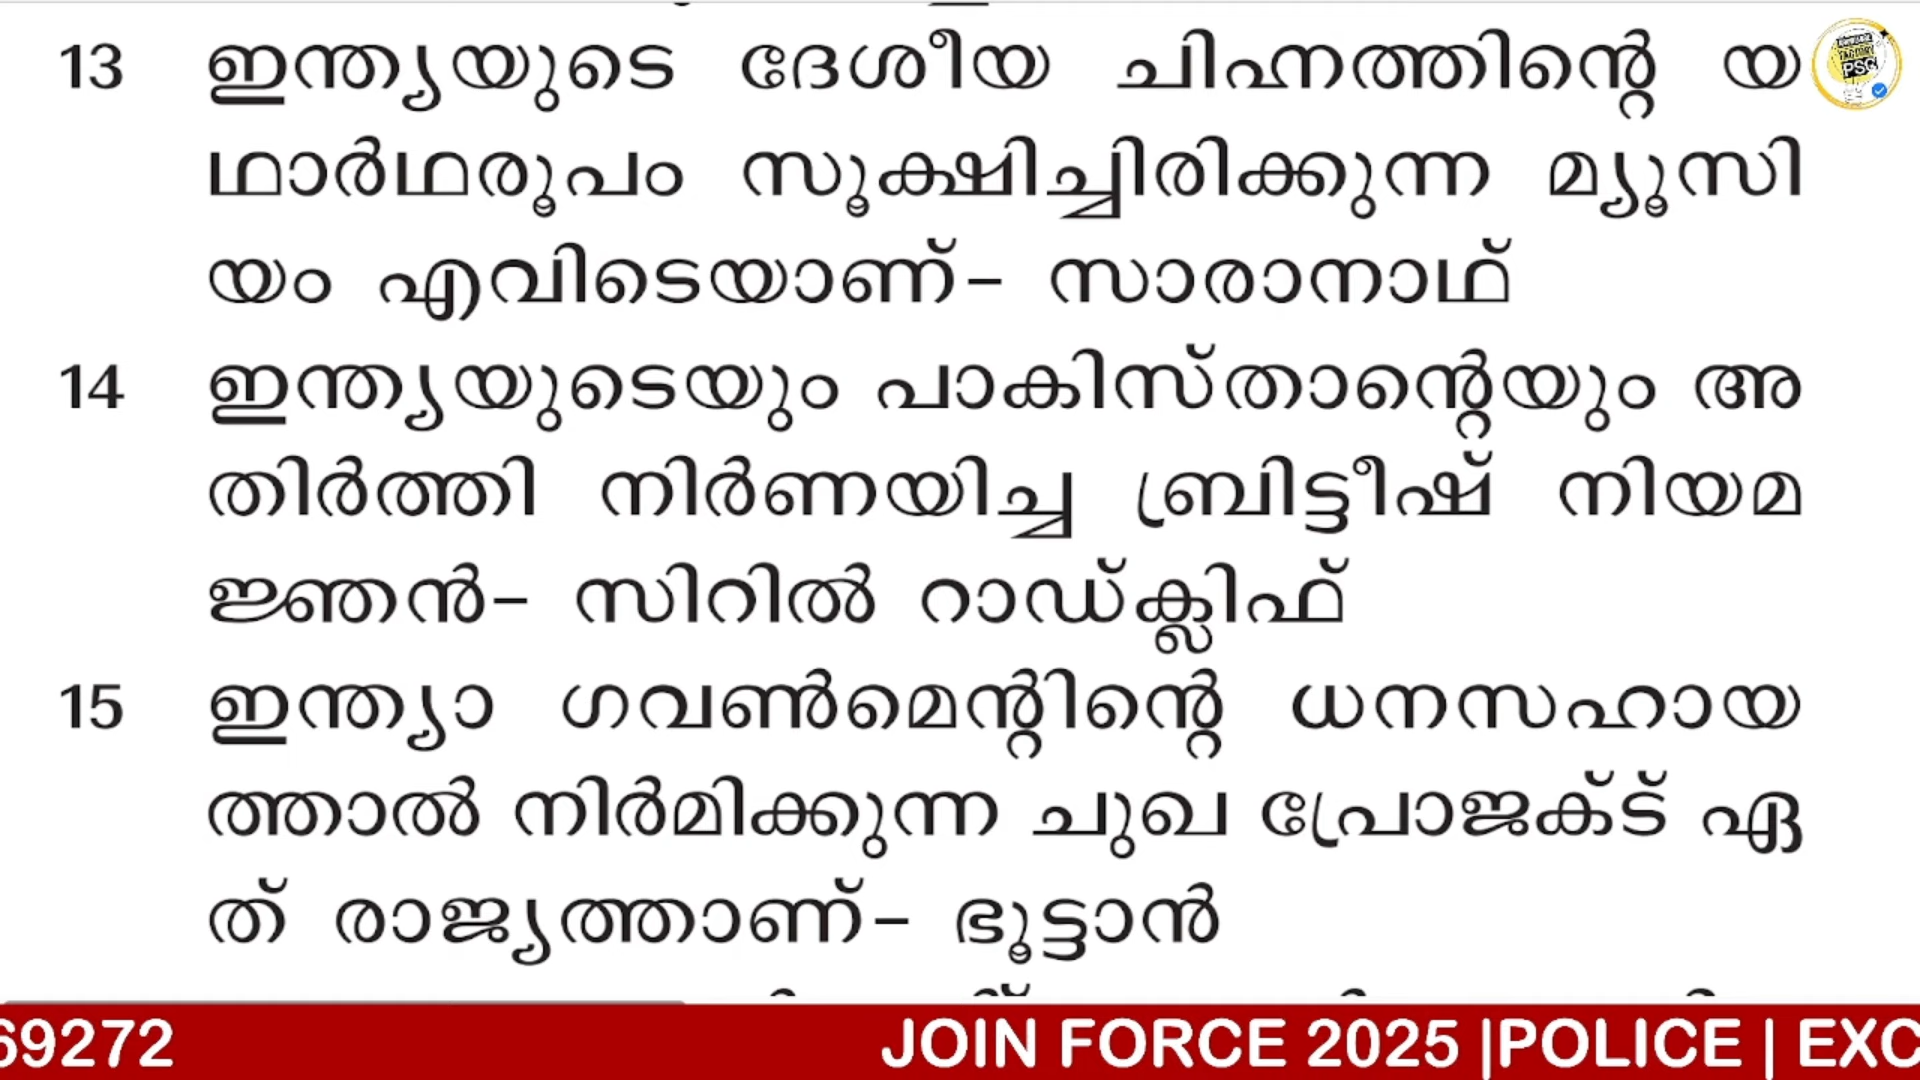 13 ഇന്ത്യയുടെ ദേശീയ ചിഹ്നത്തിന്റെ യ
ഥാർഥരൂപം സൂക്ഷിച്ചിരിക്കുന്ന മ്യൂസി
യം എവിടെയാണ്- സാരാനാഥ്
14 ഇന്ത്യയുടെയും പാകിസ്താന്റെയും അ
തിർത്തി നിർണയിച്ച ബ്രിട്ടീഷ് നിയമ
ജ്ഞൻ- സിറിൽ റാഡ്ക്ലിഫ്
15 ഇന്ത്യാ ഗവൺമെന്റിന്റെ ധനസഹായ
ത്താൽ നിർമിക്കുന്ന ചുഖ പ്രോജക്ട് ഏ
ത് രാജ്യത്താണ്- ഭൂട്ടാൻ
69272 JOIN FORCE 2025 |POLICE | EXC
PSC